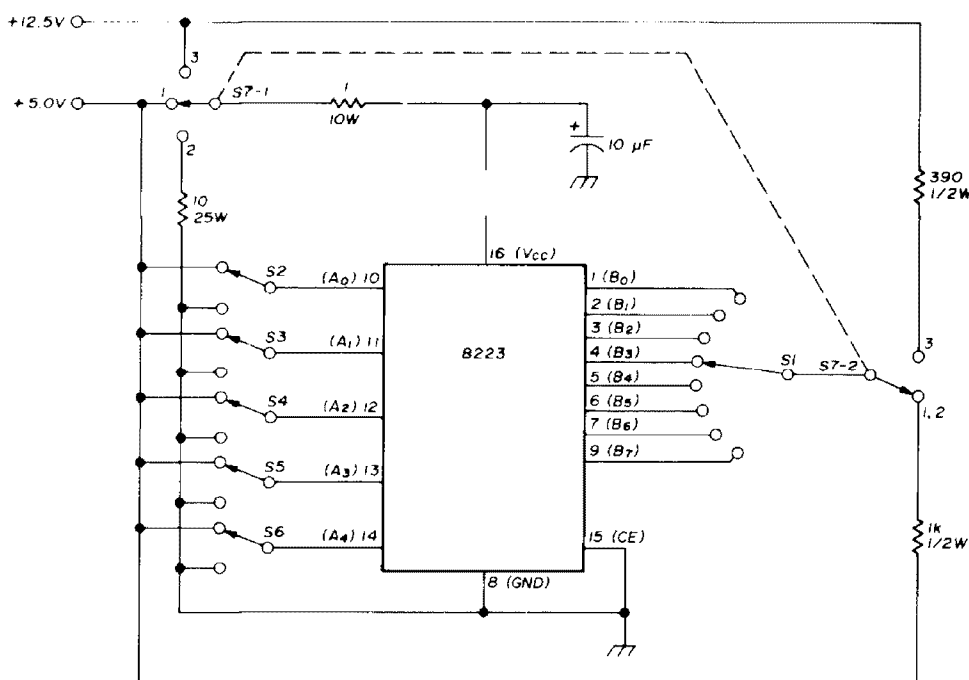 +12.5V
3
+5.0V
1
S7-1
1
10W
+
10 µF
2
10
25W
390
1/2W
16 (Vcc)
S2
(A0) 10
1 (B0)
2 (B1)
3 (B2)
S3
(A1) 11
8223
4 (B3)
3
S1
S7-2
5 (B4)
S4
(A2) 12
6 (B5)
1,2
7 (B6)
S5
(A3) 13
9 (B7)
S6
(A4) 14
15 (CE)
1k
1/2W
8 (GND)